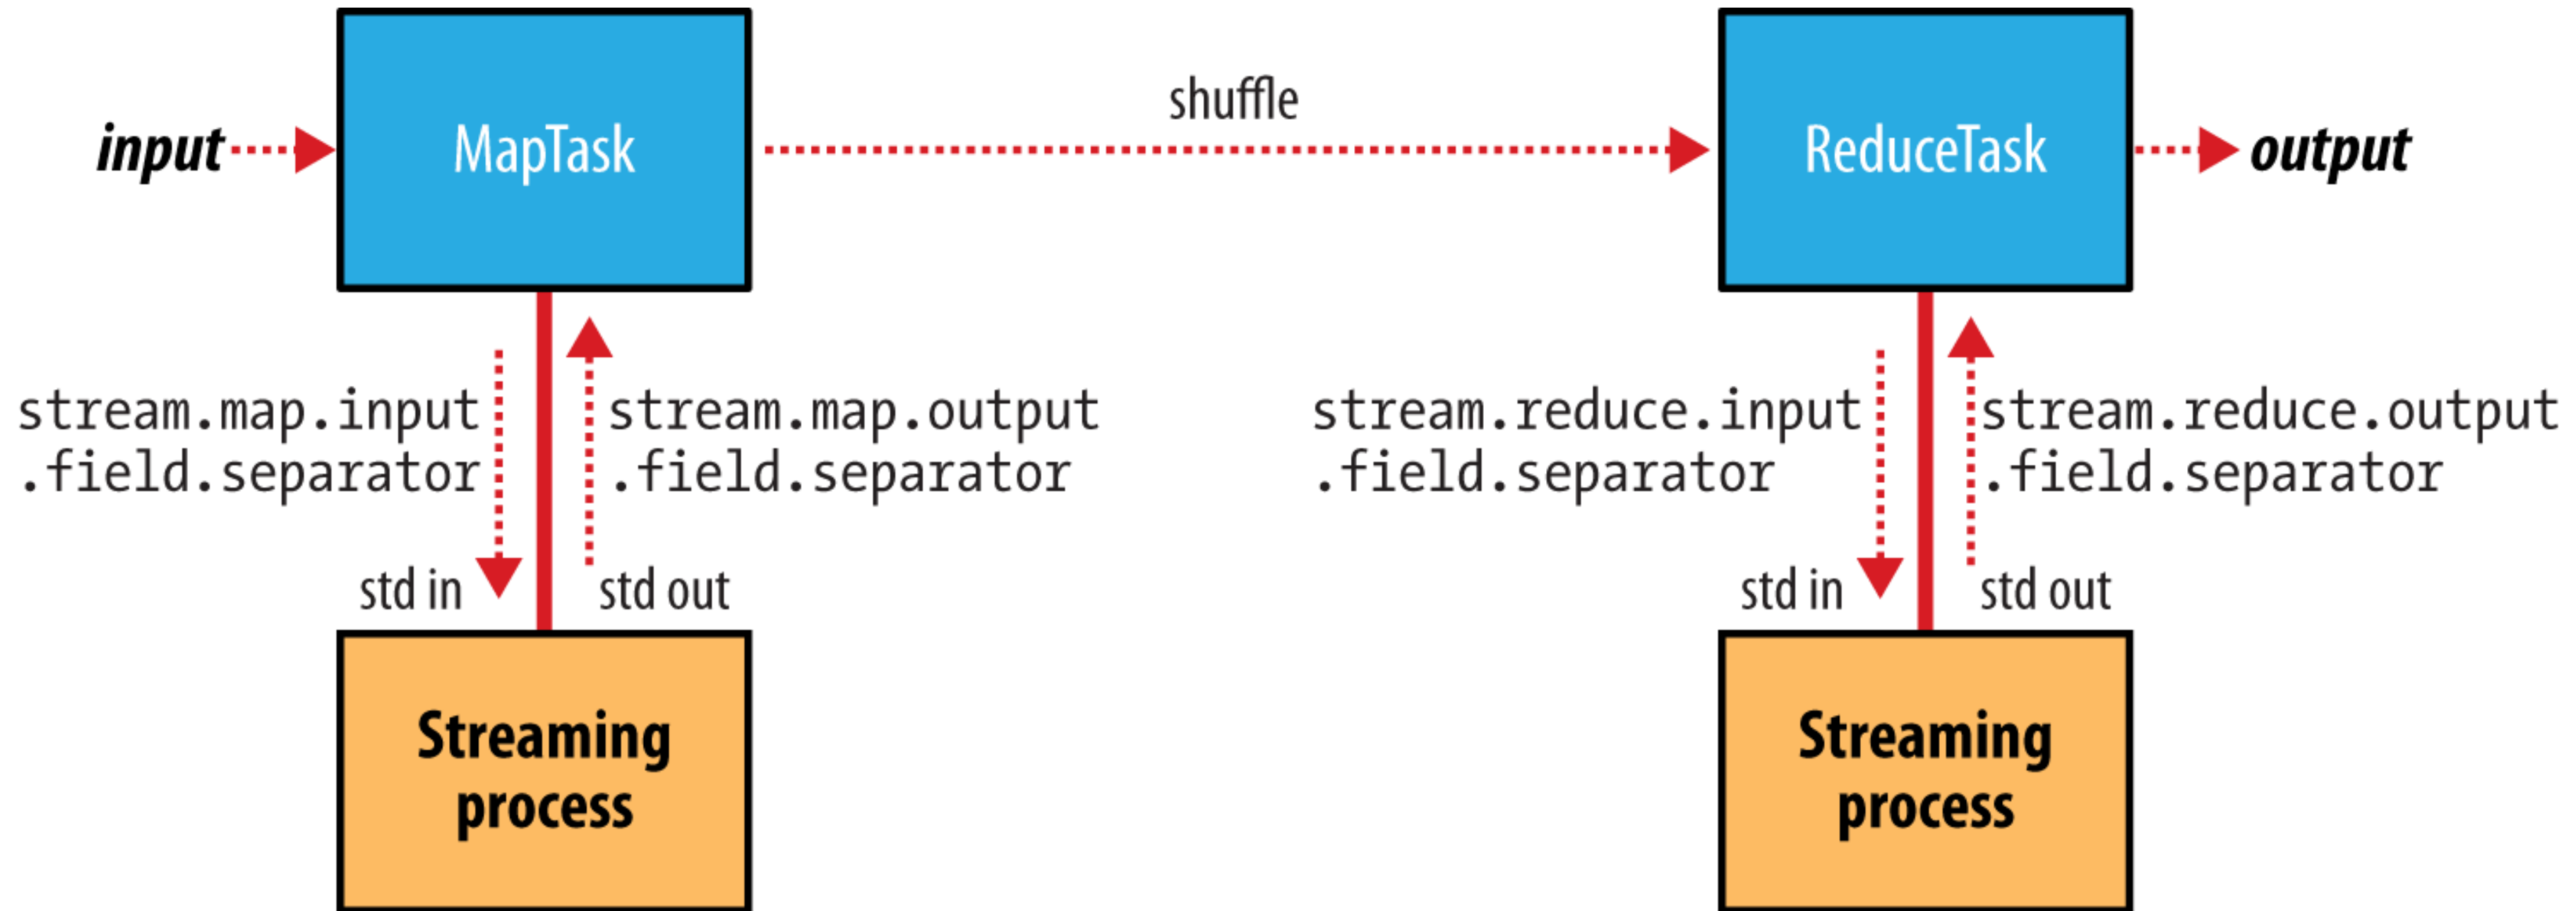 shuffle
input
MapTask
ReduceTask
output
stream.map.input
.field.separator
stream.map.output
.field.separator
stream.reduce.input
.field.separator
stream.reduce.output
.field.separator
std in
std out
std in
std out
Streaming
process
Streaming
process